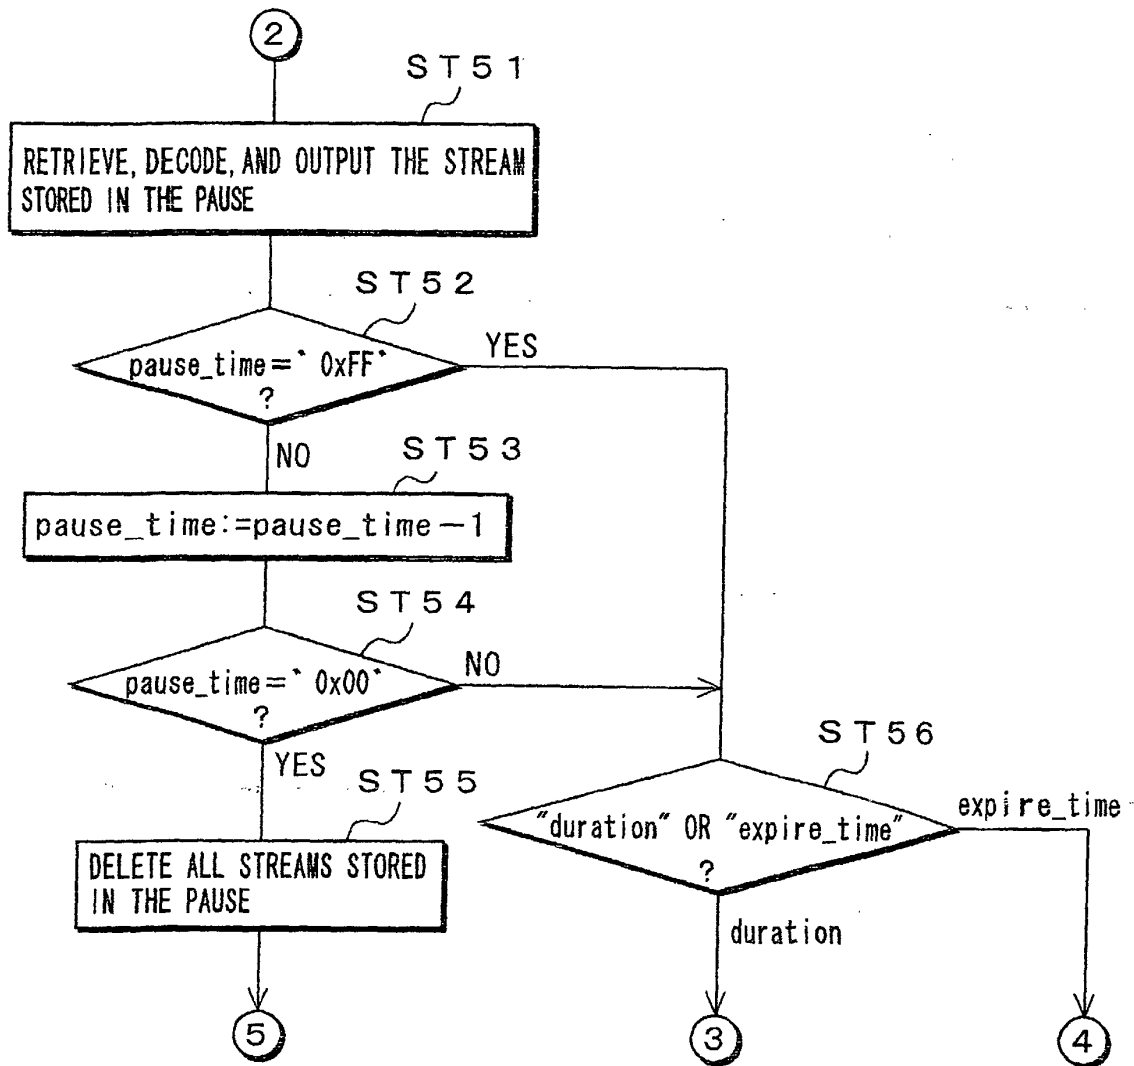 2
ST51
RETRIEVE, DECODE, AND OUTPUT THE STREAM
STORED IN THE PAUSE
ST52
pause_time=`0xFF`
?
YES
NO
ST53
pause_time:=pause_time-1
ST54
pause_time=`0x00`
?
NO
YES
ST55
DELETE ALL STREAMS STORED
IN THE PAUSE
ST56
"duration" OR "expire_time"
?
expire_time
duration
5
3
4